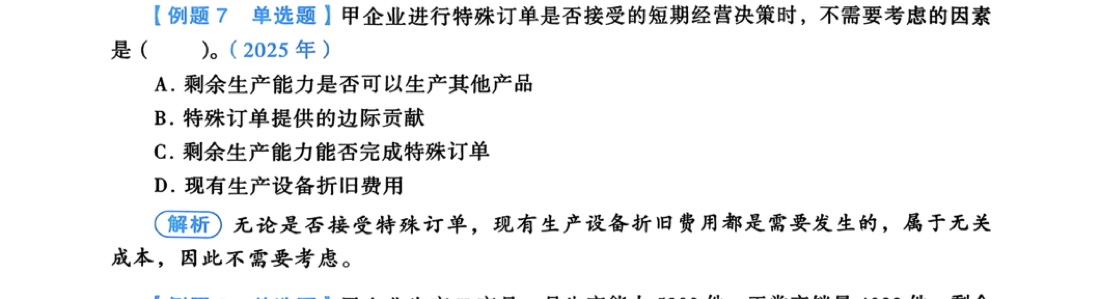 【例题7 单选题】甲企业进行特殊订单是否接受的短期经营决策时，不需要考虑的因素
是（　　）。（2025年）
A. 剩余生产能力是否可以生产其他产品
B. 特殊订单提供的边际贡献
C. 剩余生产能力能否完成特殊订单
D. 现有生产设备折旧费用
解析 无论是否接受特殊订单，现有生产设备折旧费用都是需要发生的，属于无关
成本，因此不需要考虑。